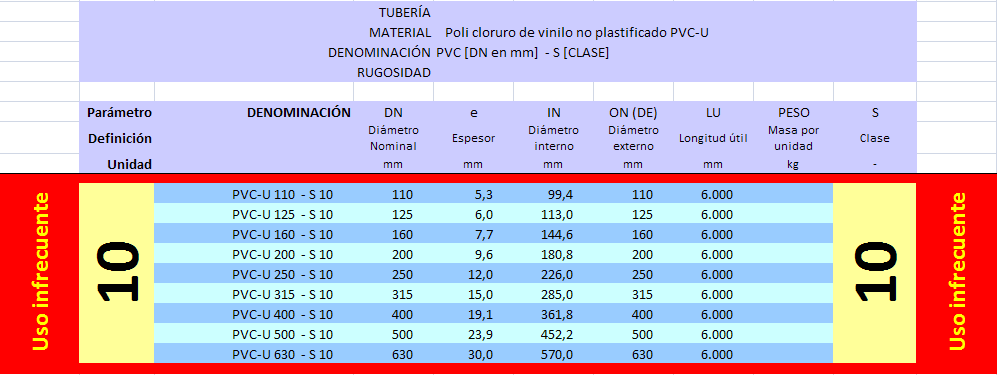 TUBERÍA
MATERIAL Poli cloruro de vinilo no plastificado PVC-U
DENOMINACIÓN PVC [DN en mm] - S [CLASE]
RUGOSIDAD
Parámetro DENOMINACIÓN DN e IN ON (DE) LU PESO S
Definición Diámetro Nominal Espesor Diámetro interno Diámetro externo Longitud útil Masa por unidad Clase
Unidad mm mm mm mm mm kg -
Uso infrecuente
10
PVC-U 110 - S 10 110 5,3 99,4 110 6.000
PVC-U 125 - S 10 125 6,0 113,0 125 6.000
PVC-U 160 - S 10 160 7,7 144,6 160 6.000
PVC-U 200 - S 10 200 9,6 180,8 200 6.000
PVC-U 250 - S 10 250 12,0 226,0 250 6.000
PVC-U 315 - S 10 315 15,0 285,0 315 6.000
PVC-U 400 - S 10 400 19,1 361,8 400 6.000
PVC-U 500 - S 10 500 23,9 452,2 500 6.000
PVC-U 630 - S 10 630 30,0 570,0 630 6.000
10
Uso infrecuente